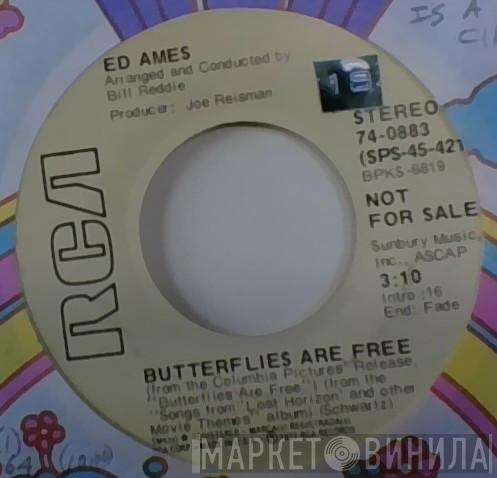 IS A
ED AMES
Arranged and Conducted by
Bill Reddie
Producer: Joe Reisman
18
STEREO
74-0883
(SPS-45-421
BPKS-6819
NOT
FOR SALE
Sunbury Music,
Inc., ASCAP
3:10
Intro :16
End: Fade
RCA
BUTTERFLIES ARE FREE
(from the Columbia Pictures Release,
"Butterflies Are Free") (from the
"Songs from 'Lost Horizon' and other
Movie Themes" album) (Schwartz)
МАРКЕТ ВИНИЛА